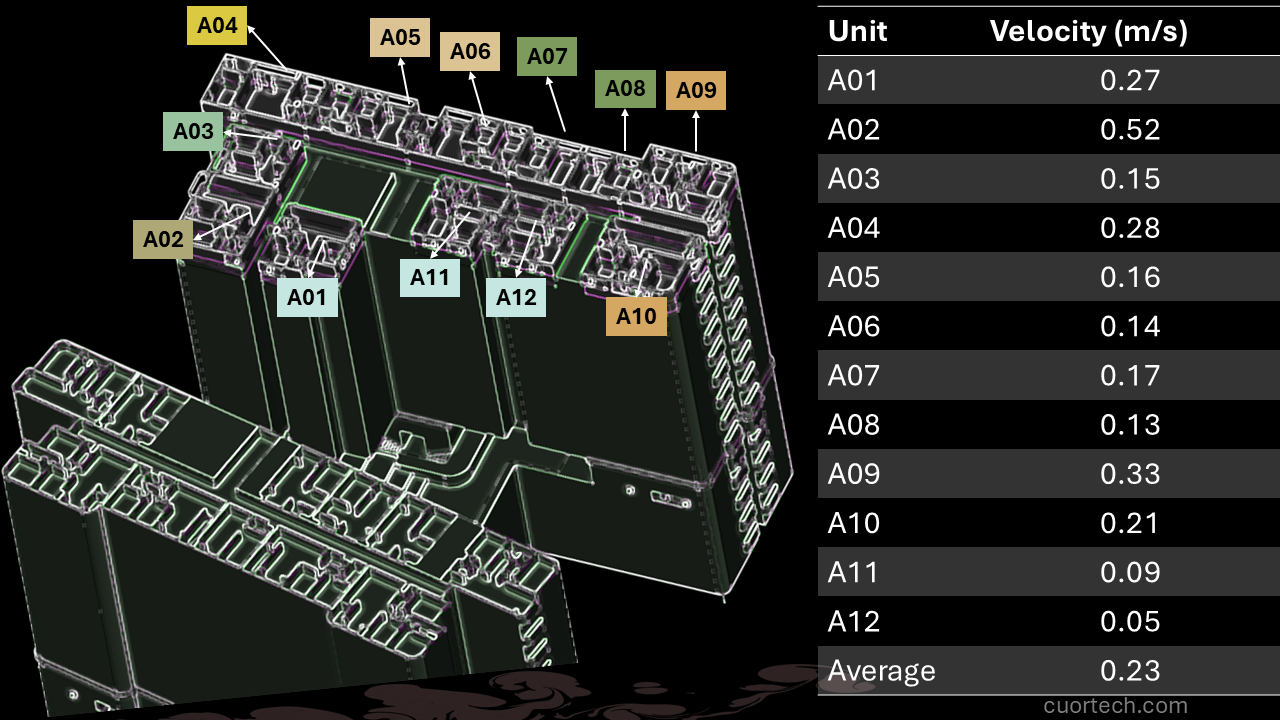 A04
A05
A06
A07
A08
A09
A03
A02
A01
A11
A12
A10
Unit Velocity (m/s)
A01 0.27
A02 0.52
A03 0.15
A04 0.28
A05 0.16
A06 0.14
A07 0.17
A08 0.13
A09 0.33
A10 0.21
A11 0.09
A12 0.05
Average 0.23
cuortech.com